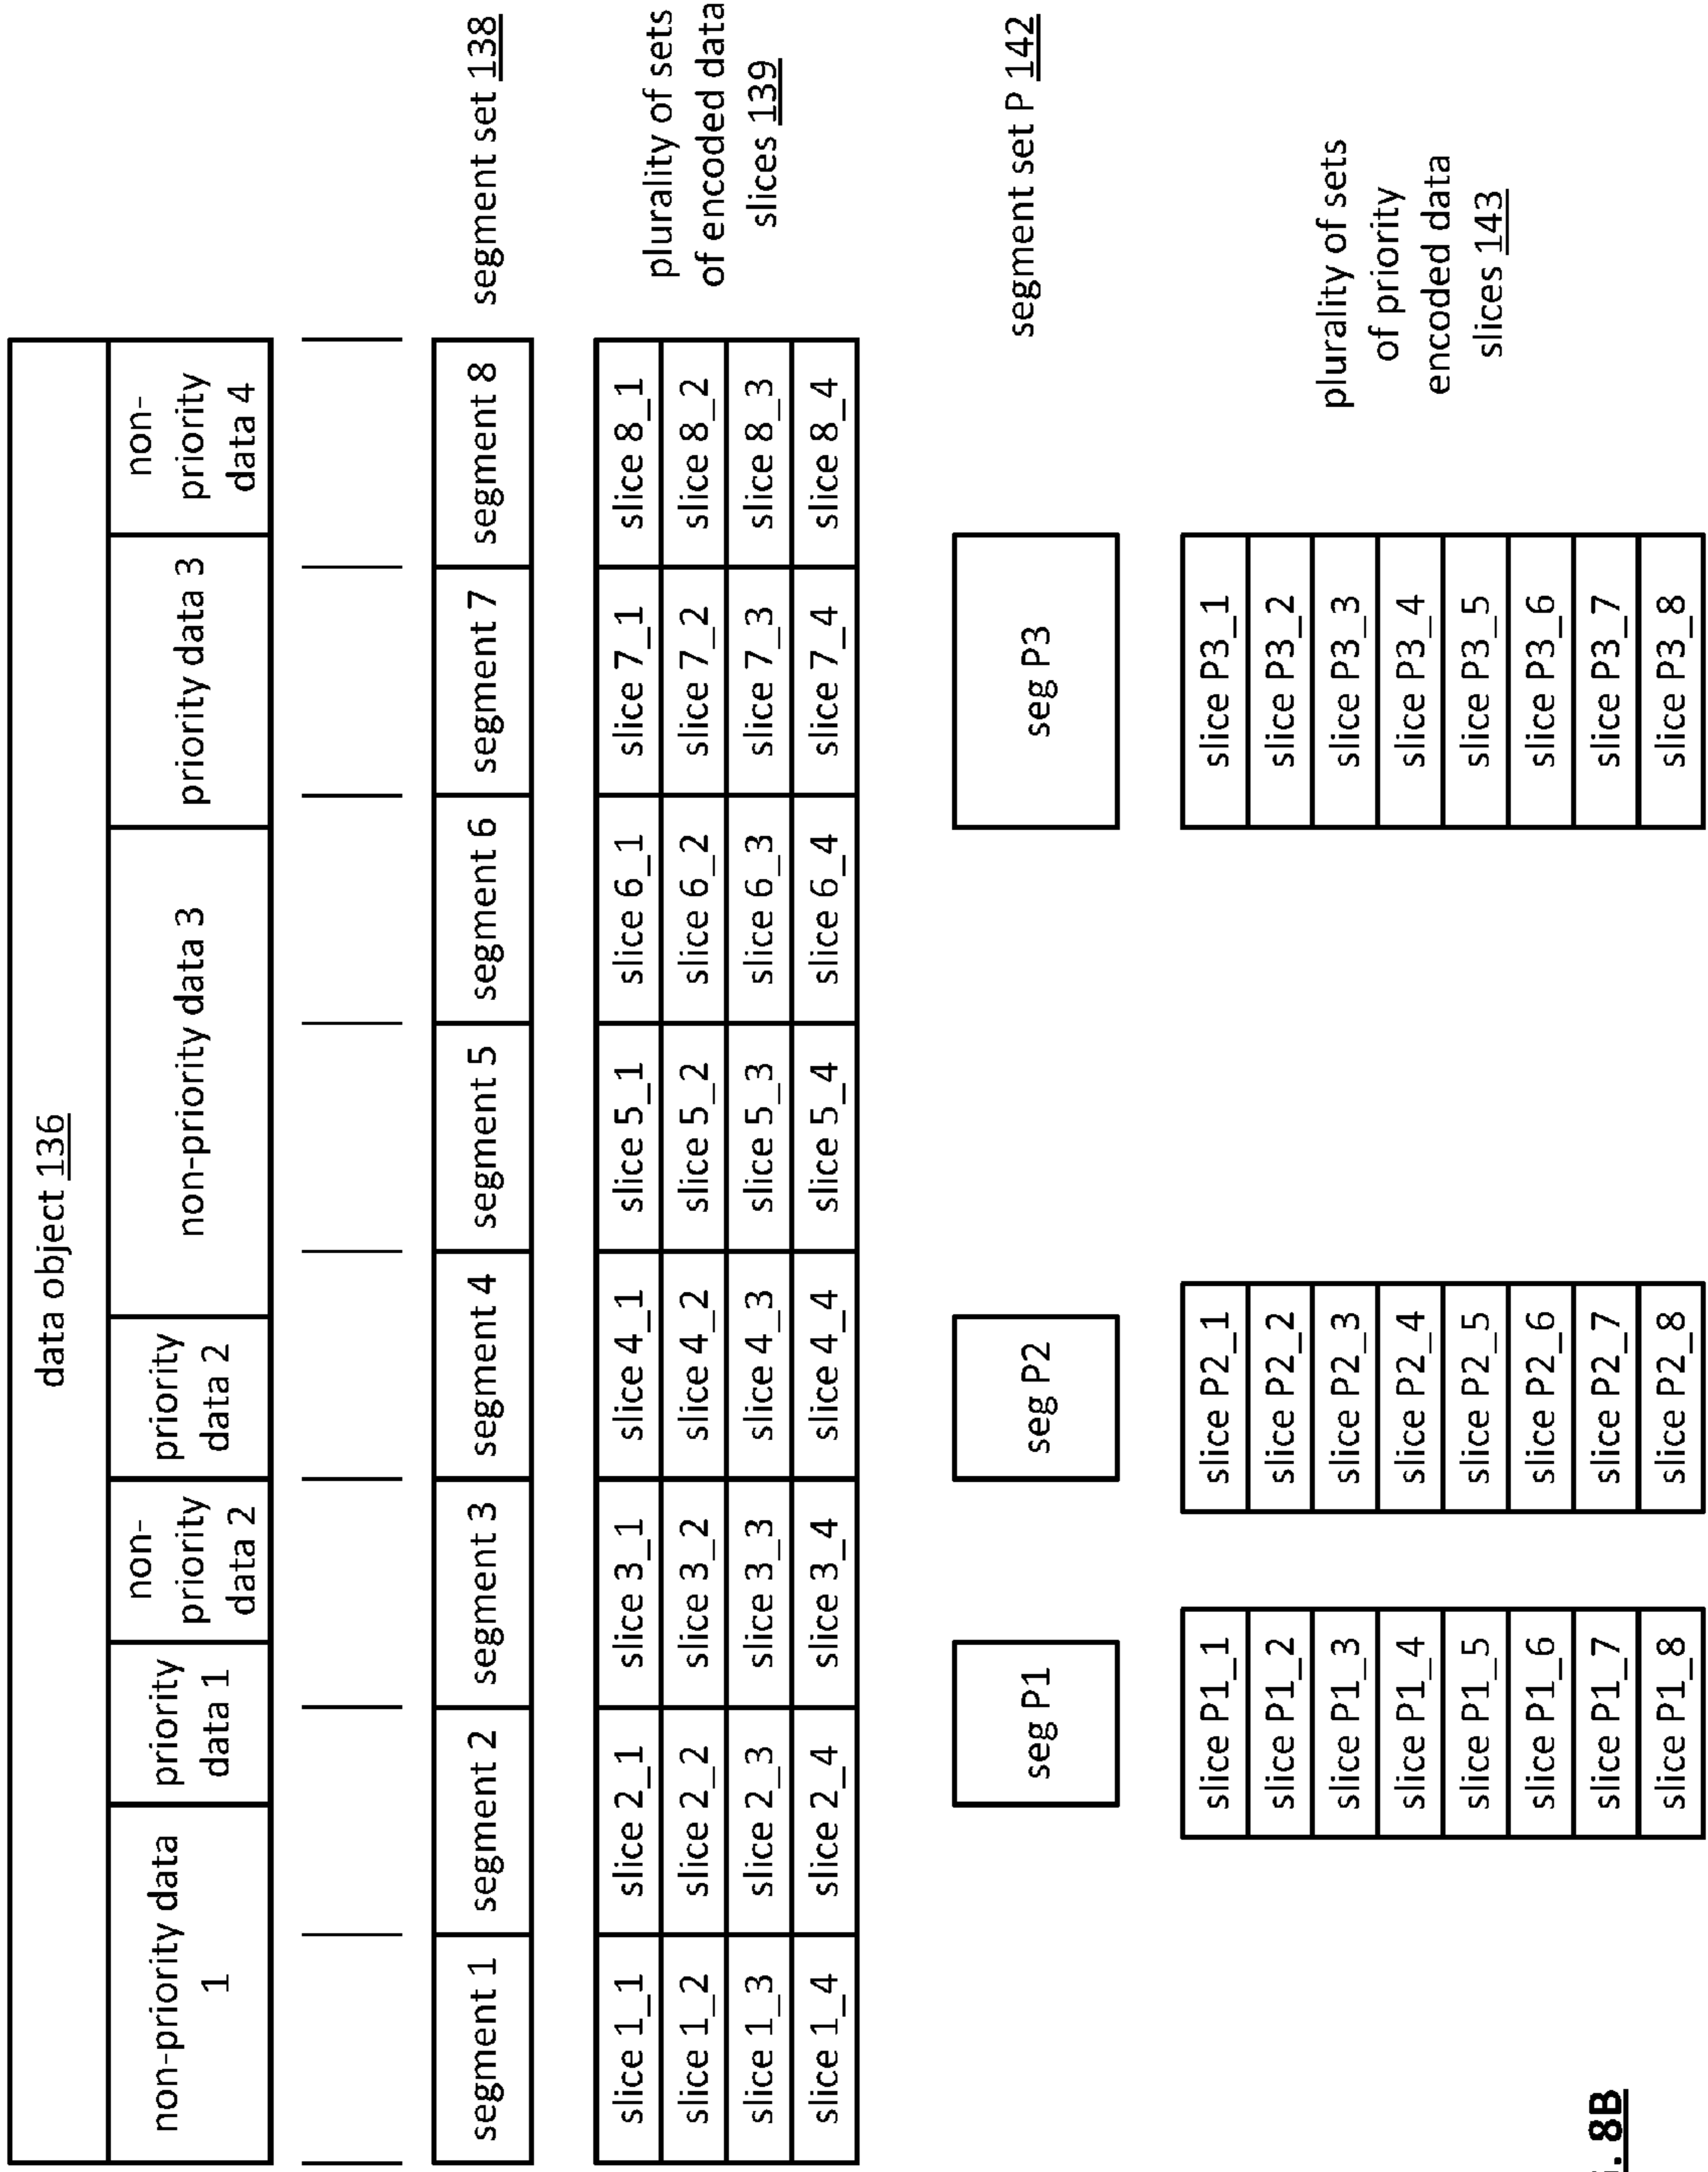 data object 136
non-priority data
1
priority
data 1
non-
priority
data 2
priority
data 2
non-priority data 3
priority data 3
non-
priority
data 4
segment 1
segment 2
segment 3
segment 4
segment 5
segment 6
segment 7
segment 8
segment set 138
slice 1_1
slice 2_1
slice 3_1
slice 4_1
slice 5_1
slice 6_1
slice 7_1
slice 8_1
slice 1_2
slice 2_2
slice 3_2
slice 4_2
slice 5_2
slice 6_2
slice 7_2
slice 8_2
slice 1_3
slice 2_3
slice 3_3
slice 4_3
slice 5_3
slice 6_3
slice 7_3
slice 8_3
slice 1_4
slice 2_4
slice 3_4
slice 4_4
slice 5_4
slice 6_4
slice 7_4
slice 8_4
plurality of sets
of encoded data
slices 139
seg P1
seg P2
seg P3
segment set P 142
slice P1_1
slice P1_2
slice P1_3
slice P1_4
slice P1_5
slice P1_6
slice P1_7
slice P1_8
slice P2_1
slice P2_2
slice P2_3
slice P2_4
slice P2_5
slice P2_6
slice P2_7
slice P2_8
slice P3_1
slice P3_2
slice P3_3
slice P3_4
slice P3_5
slice P3_6
slice P3_7
slice P3_8
plurality of sets
of priority
encoded data
slices 143
8B